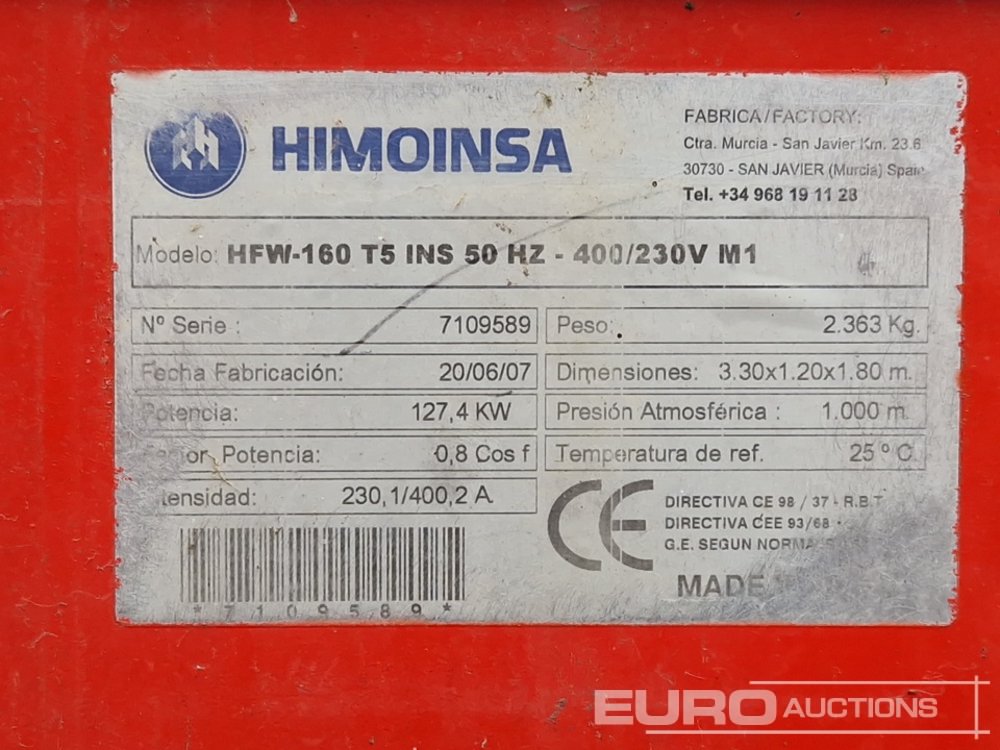 HIMOINSA
FABRICA/FACTORY:
Ctra. Murcia - San Javier Km. 23.6
30730 - SAN JAVIER (Murcia) Spain
Tel. +34 968 19 11 28
Modelo: HFW-160 T5 INS 50 HZ - 400/230V M1
Nº Serie : 7109589
Peso: 2.363 Kg.
Fecha Fabricación: 20/06/07
Dimensiones: 3.30x1.20x1.80 m.
Potencia: 127,4 KW
Presión Atmosférica : 1.000 m.
Factor Potencia: 0,8 Cos f
Temperatura de ref. 25 º C.
Intensidad: 230,1/400,2 A.
CE
DIRECTIVA CE 98 / 37 - R.B.T
DIRECTIVA CEE 93/68
G.E. SEGUN NORMA
MADE
*7109589*
EURO AUCTIONS